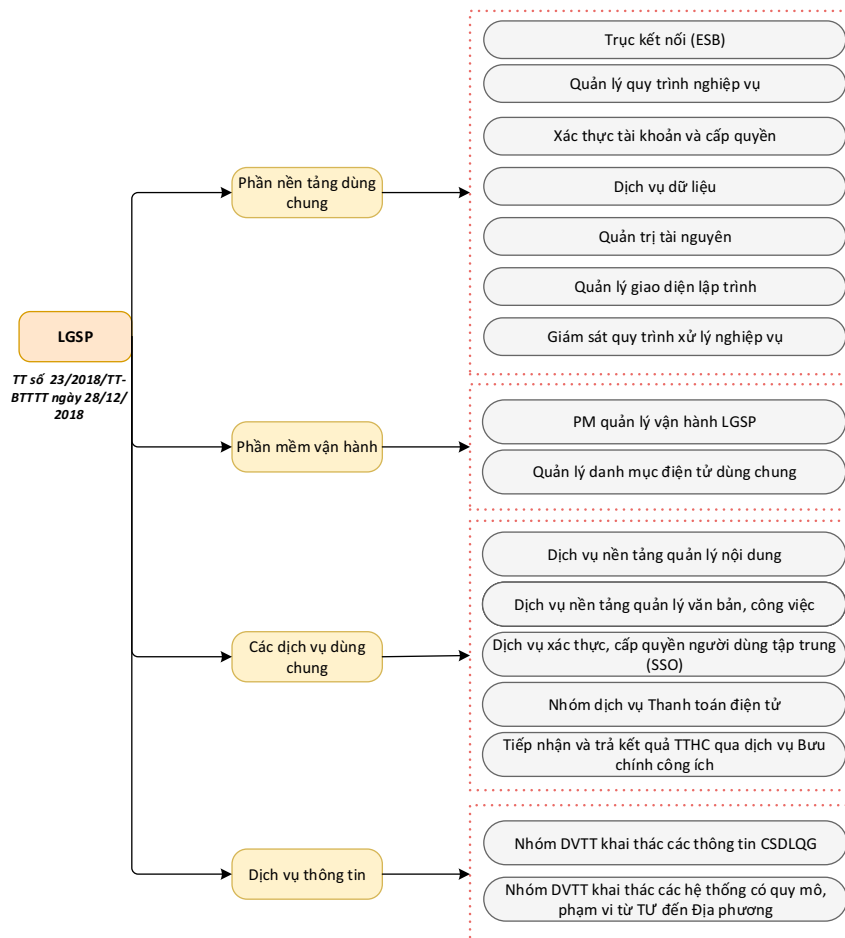 LGSP
TT số 23/2018/TT-
BTTTT ngày 28/12/
2018
Phần nền tảng dùng
chung
Trục kết nối (ESB)
Quản lý quy trình nghiệp vụ
Xác thực tài khoản và cấp quyền
Dịch vụ dữ liệu
Quản trị tài nguyên
Quản lý giao diện lập trình
Giám sát quy trình xử lý nghiệp vụ
Phần mềm vận hành
PM quản lý vận hành LGSP
Quản lý danh mục điện tử dùng chung
Các dịch vụ dùng
chung
Dịch vụ nền tảng quản lý nội dung
Dịch vụ nền tảng quản lý văn bản, công việc
Dịch vụ xác thực, cấp quyền người dùng tập trung
(SSO)
Nhóm dịch vụ Thanh toán điện tử
Tiếp nhận và trả kết quả TTHC qua dịch vụ Bưu
chính công ích
Dịch vụ thông tin
Nhóm DVTT khai thác các thông tin CSDLQG
Nhóm DVTT khai thác các hệ thống có quy mô,
phạm vi từ TƯ đến Địa phương